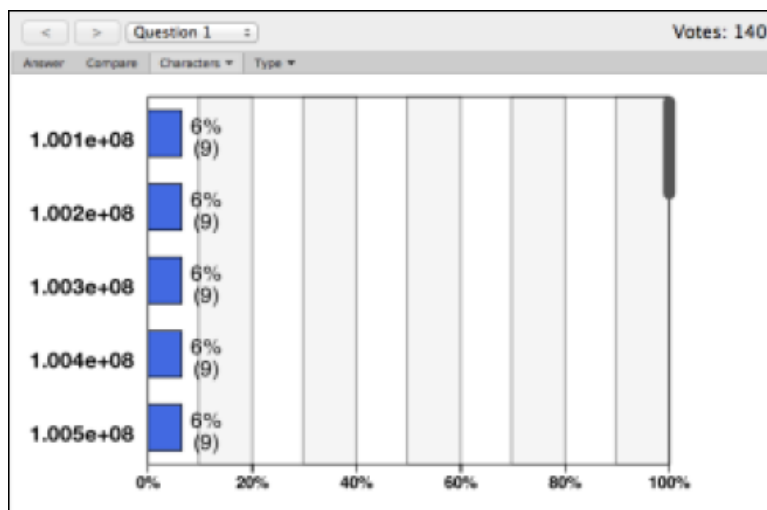 < > Question 1 Votes: 140
Answer Compare Characters ▾ Type ▾
1.001e+08 6%
(9)
1.002e+08 6%
(9)
1.003e+08 6%
(9)
1.004e+08 6%
(9)
1.005e+08 6%
(9)
0% 20% 40% 60% 80% 100%